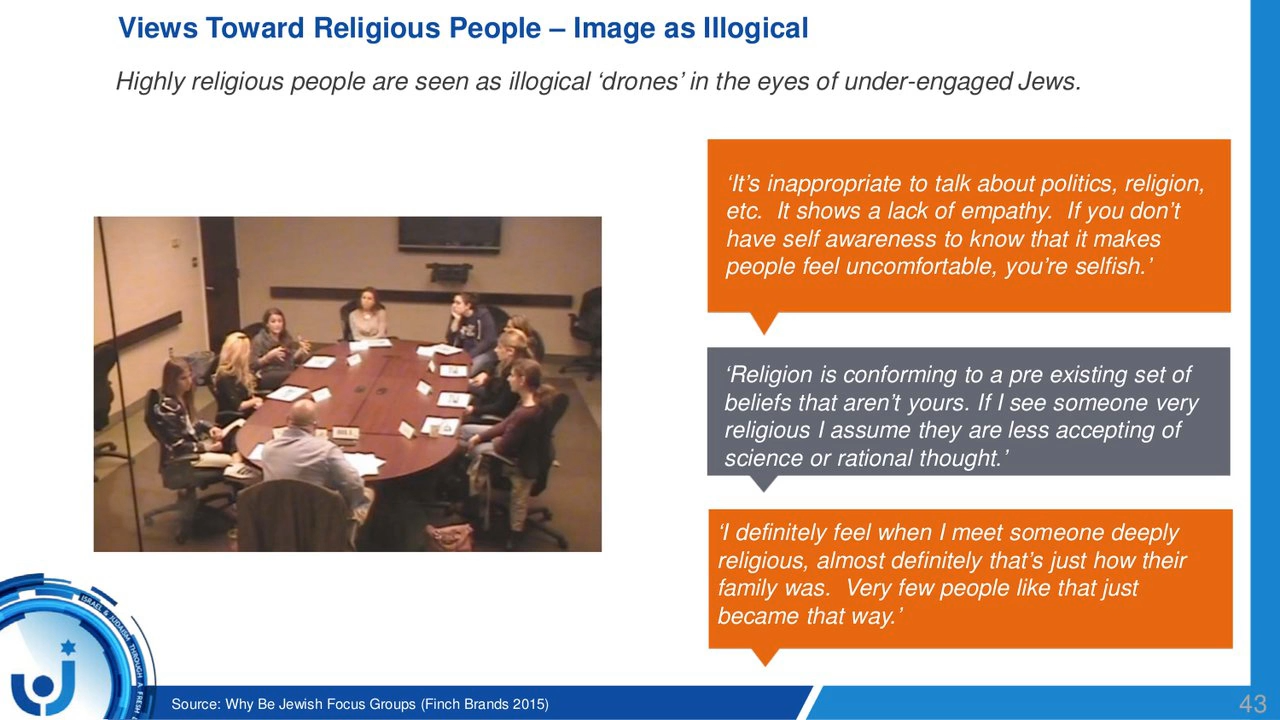 Views Toward Religious People – Image as Illogical
Highly religious people are seen as illogical ‘drones’ in the eyes of under-engaged Jews.
‘It’s inappropriate to talk about politics, religion,
etc.  It shows a lack of empathy.  If you don’t
have self awareness to know that it makes
people feel uncomfortable, you’re selfish.’
‘Religion is conforming to a pre existing set of
beliefs that aren’t yours. If I see someone very
religious I assume they are less accepting of
science or rational thought.’
‘I definitely feel when I meet someone deeply
religious, almost definitely that’s just how their
family was.  Very few people like that just
became that way.’
ISRAEL & JUDAISM THROUGH A FRESH
Source: Why Be Jewish Focus Groups (Finch Brands 2015)
43